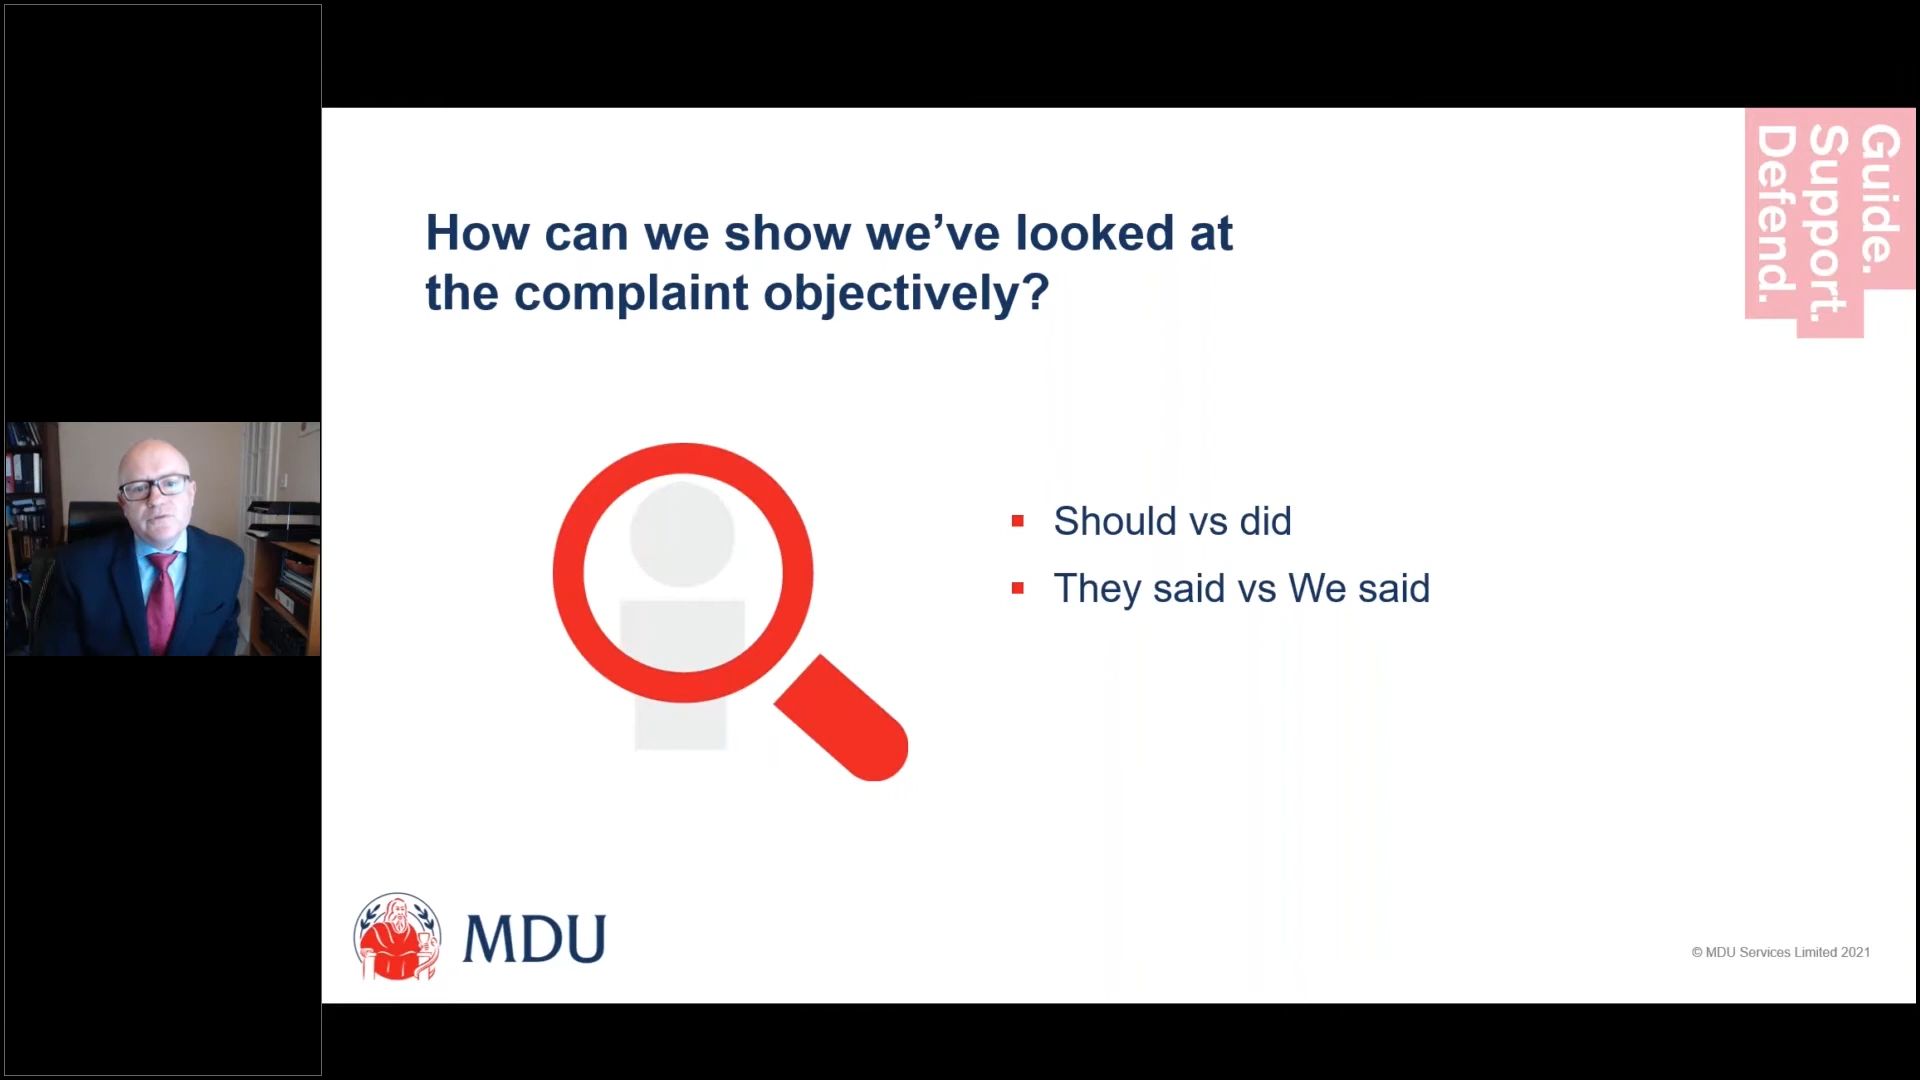 How can we show we’ve looked at
the complaint objectively?
Guide.
Support.
Defend.
▪ Should vs did
▪ They said vs We said
MDU
© MDU Services Limited 2021